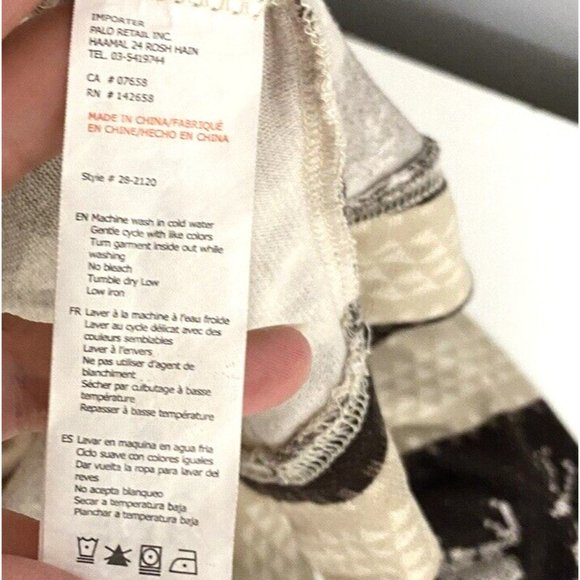 IMPORTER
PALO RETAIL INC.
HAAMAL 24 ROSH HAIN
TEL. 03-5419744
CA # 07658
RN # 142658
MADE IN CHINA/FABRIQUÉ
EN CHINE/HECHO EN CHINA
Style # 28-2120
EN Machine wash in cold water
Gentle cycle with like colors
Turn garment inside out while
washing
No bleach
Tumble dry Low
Low iron
FR Laver à la machine à l'eau froide
Laver au cycle délicat avec des
couleurs semblables
Laver à l'envers
Ne pas utiliser d'agent de
blanchiment
Sécher par culbutage à basse
température
Repasser à basse température
ES Lavar en maquina en agua fria
Ciclo suave con colores iguales
Dar vuelta la ropa para lavar del
reves
No acepta blanqueo
Secar a temperatura baja
Planchar a temperatura baja